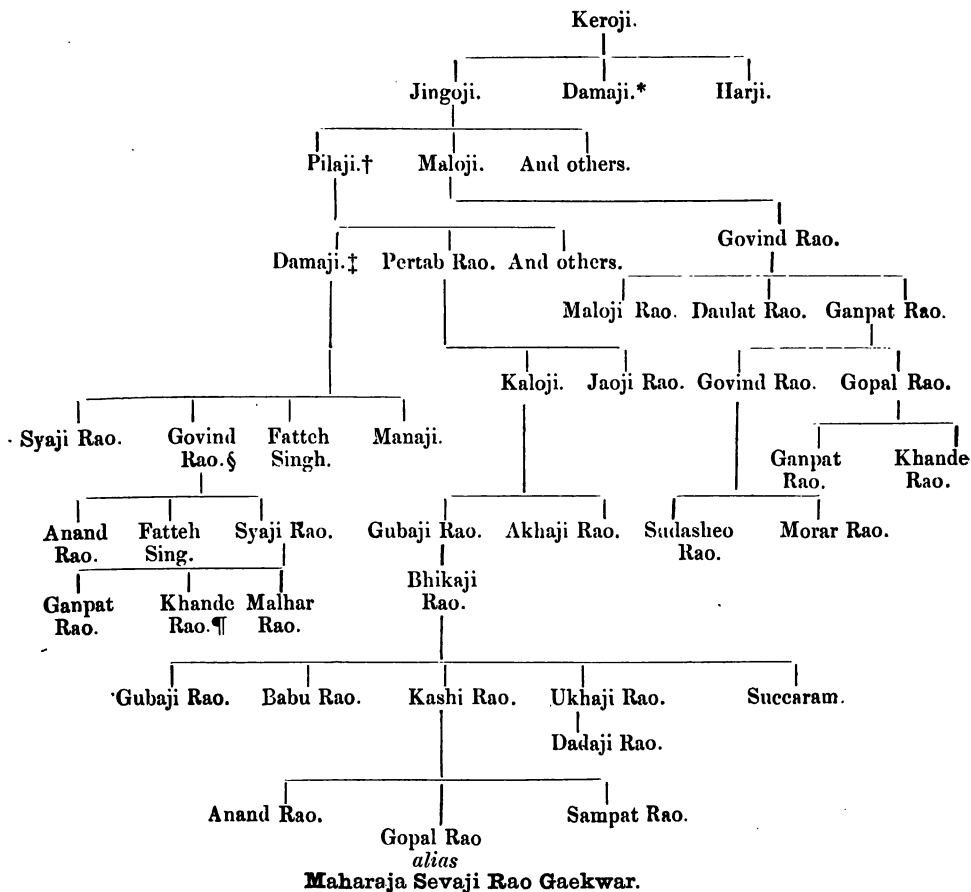 Keroji.
Jingoji. Damaji.* Harji.
Pilaji.† Maloji. And others.
Govind Rao.
Damaji.‡ Pertab Rao. And others.
Maloji Rao. Daulat Rao. Ganpat Rao.
Kaloji. Jaoji Rao. Govind Rao. Gopal Rao.
Syaji Rao. Govind Fatteh Manaji.
Rao.§ Singh.
Ganpat Khande
Rao. Rao.
Anand Fatteh Syaji Rao. Gubaji Rao. Akhaji Rao. Sudasheo Morar Rao.
Rao. Sing. Rao.
Bhikaji
Rao.
Ganpat Khande Malhar
Rao. Rao.¶ Rao.
Gubaji Rao. Babu Rao. Kashi Rao. Ukhaji Rao. Succaram.
Dadaji Rao.
Anand Rao. Sampat Rao.
Gopal Rao
alias
Maharaja Sevaji Rao Gaekwar.